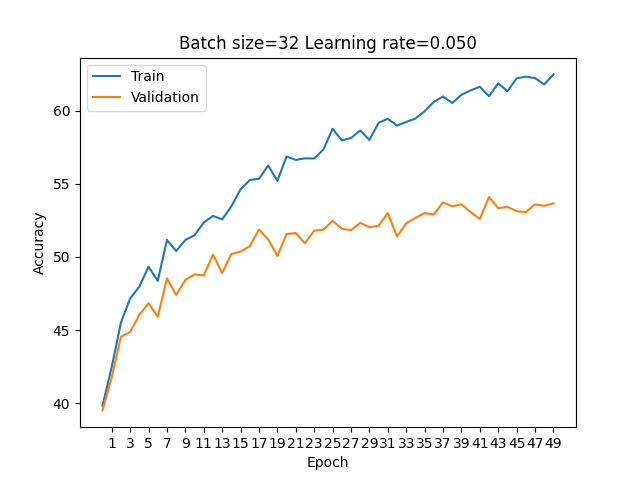 Batch size=32 Learning rate=0.050
Train
Validation
60
55
50
45
40
Accuracy
1 3 5 7 9 11 13 15 17 19 21 23 25 27 29 31 33 35 37 39 41 43 45 47 49
Epoch